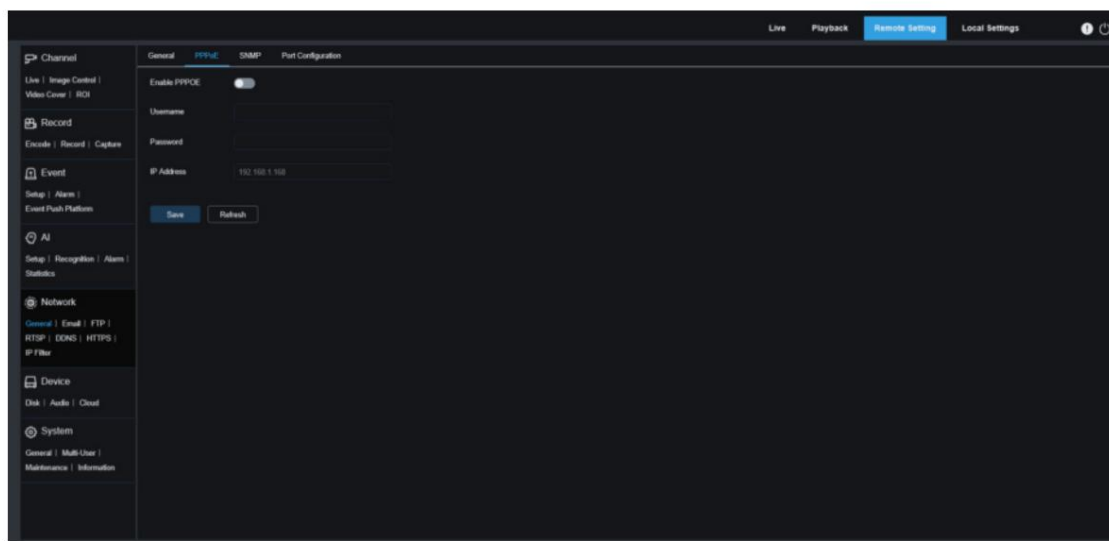 Live Playback Remote Setting Local Settings
Channel
Live | Image Control |
Video Cover | ROI
Record
Encode | Record | Capture
Event
Setup | Alarm |
Event Push Platform
AI
Setup | Recognition | Alarm |
Statistics
Network
General | Email | FTP |
RTSP | DDNS | HTTPS |
IP Filter
Device
Disk | Audio | Cloud
System
General | Multi-User |
Maintenance | Information
General PPPoE SNMP Port Configuration
Enable PPPOE
Username
Password
IP Address 192.168.1.168
Save Refresh